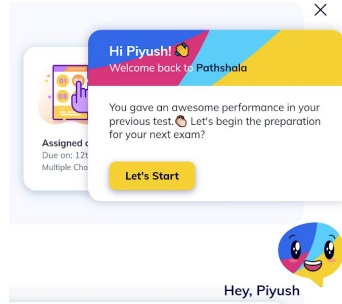 Hi Piyush! 👏
Welcome back to Pathshala
You gave an awesome performance in your
previous test.👏 Let's begin the preparation
for your next exam?
Let's Start
01
Assigned
Due on: 12t
Multiple Cho
Hey, Piyush